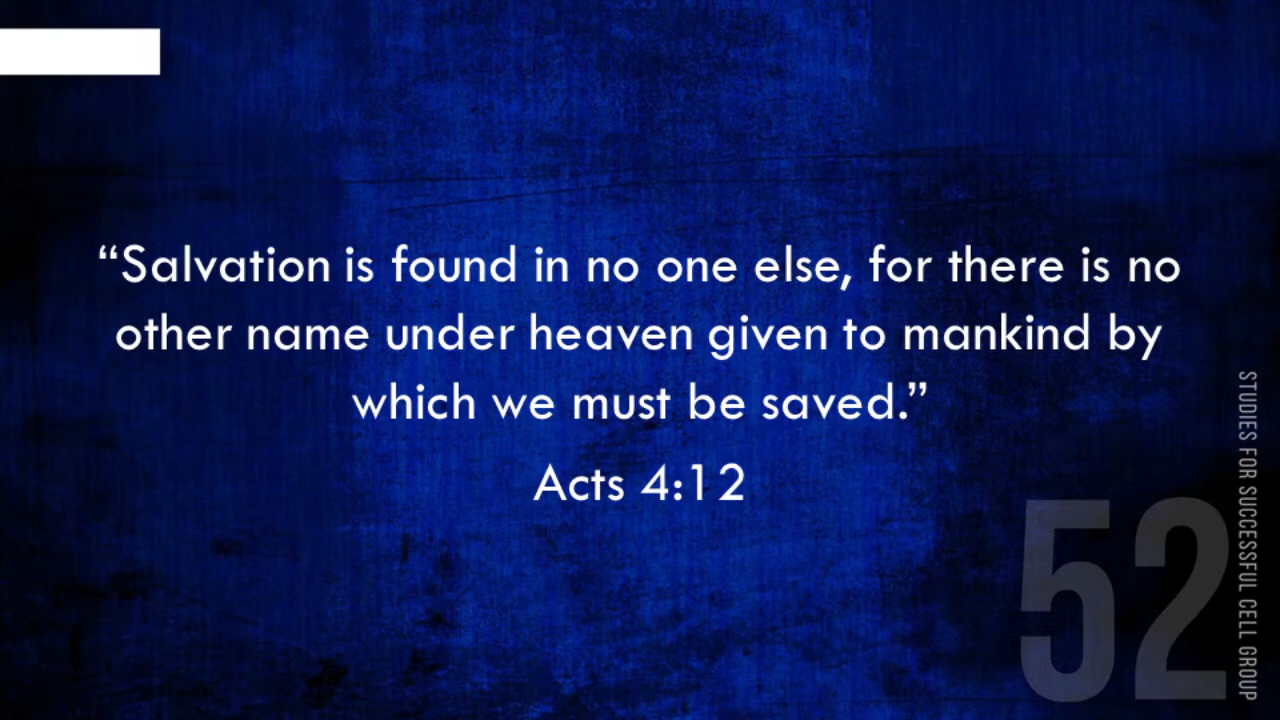 “Salvation is found in no one else, for there is no
other name under heaven given to mankind by
which we must be saved.”
Acts 4:12
52
STUDIES FOR SUCCESSFUL CELL GROUP